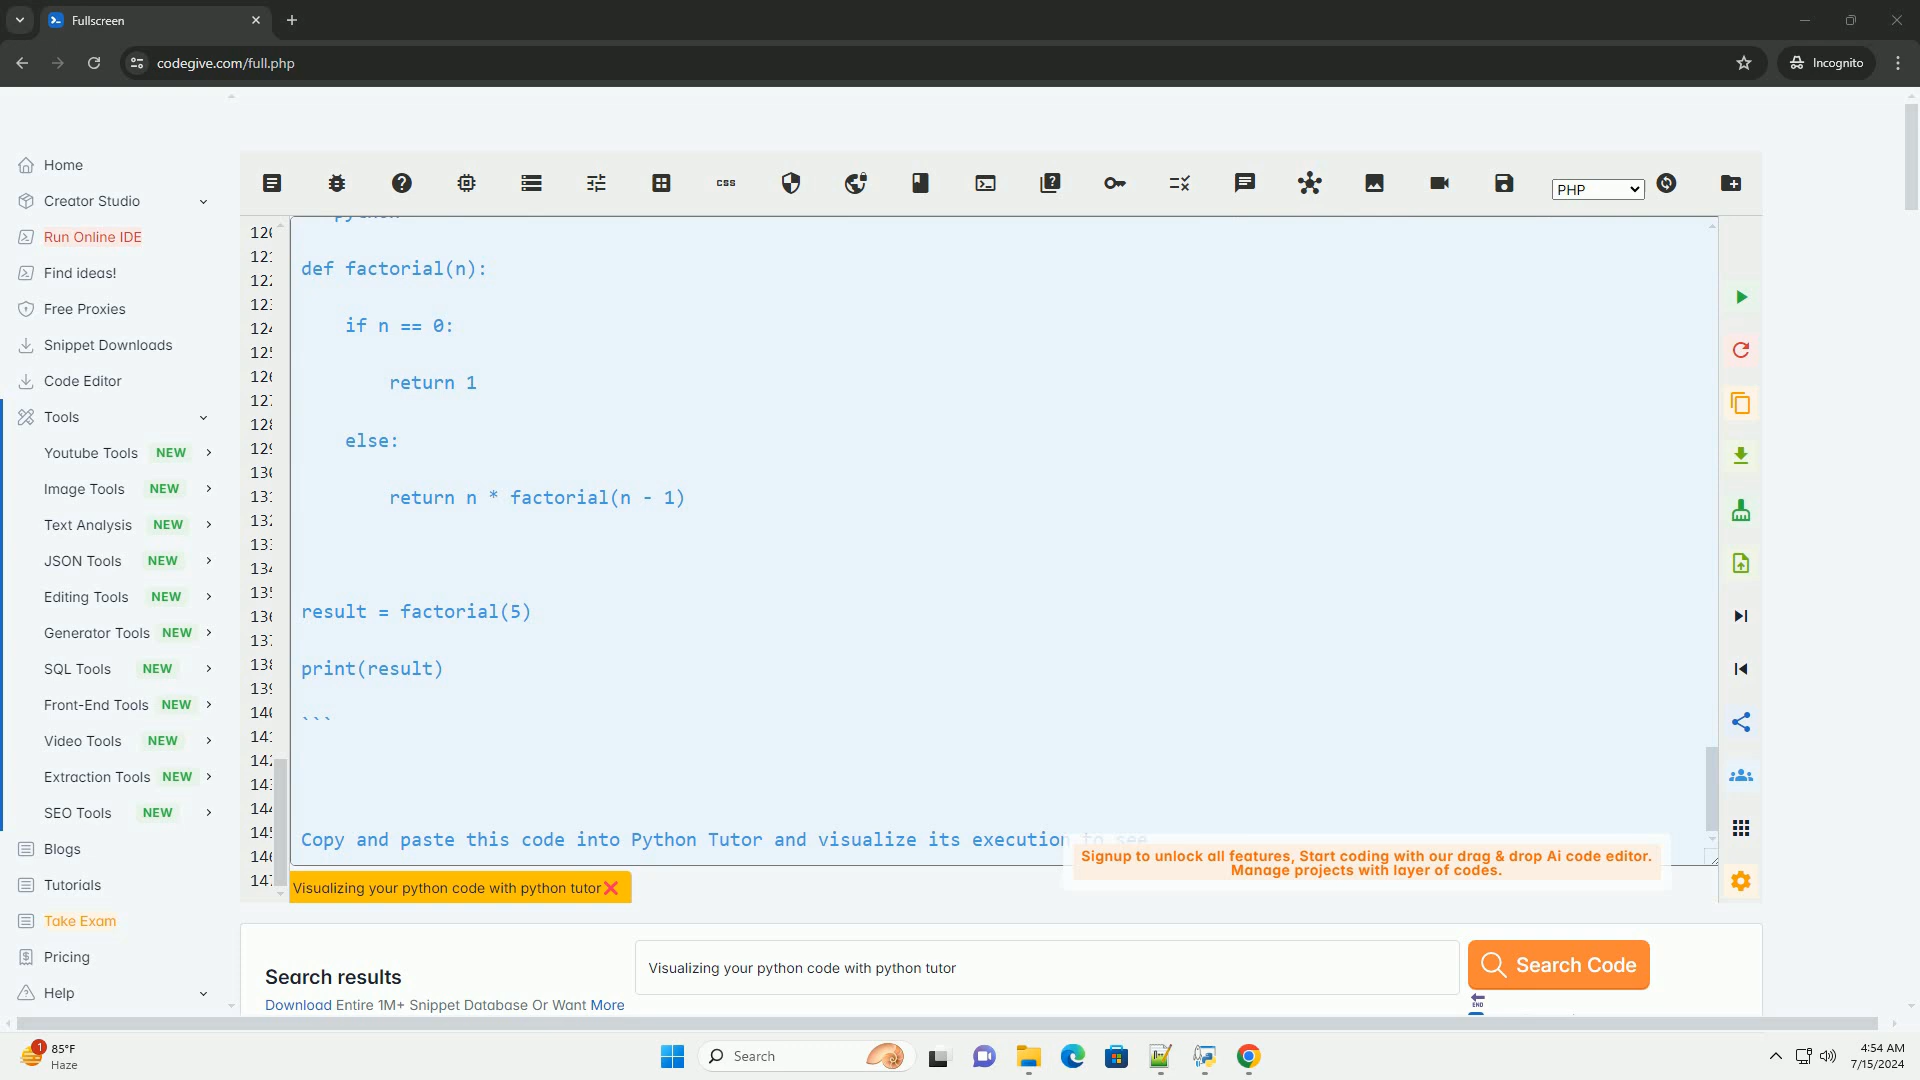 Fullscreen
codegive.com/full.php
Incognito
Home
Creator Studio
Run Online IDE
Find ideas!
Free Proxies
Snippet Downloads
Code Editor
Tools
Youtube Tools NEW
Image Tools NEW
Text Analysis NEW
JSON Tools NEW
Editing Tools NEW
Generator Tools NEW
SQL Tools NEW
Front-End Tools NEW
Video Tools NEW
Extraction Tools NEW
SEO Tools NEW
Blogs
Tutorials
Take Exam
Pricing
Help
css
PHP
python
def factorial(n):
if n == 0:
return 1
else:
return n * factorial(n - 1)
result = factorial(5)
print(result)
```
Copy and paste this code into Python Tutor and visualize its execution to see
Signup to unlock all features, Start coding with our drag & drop Ai code editor.
Manage projects with layer of codes.
Visualizing your python code with python tutor
Search results
Visualizing your python code with python tutor
Search Code
Download Entire 1M+ Snippet Database Or Want More
END
1
85°F
Haze
Search
4:54 AM
7/15/2024